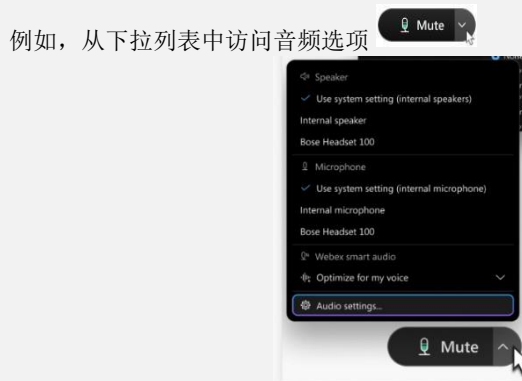 例如，从下拉列表中访问音频选项
Mute
Speaker
Use system setting (internal speakers)
Internal speaker
Bose Headset 100
Microphone
Use system setting (internal microphone)
Internal microphone
Bose Headset 100
Webex smart audio
Optimize for my voice
Audio settings...
Mute